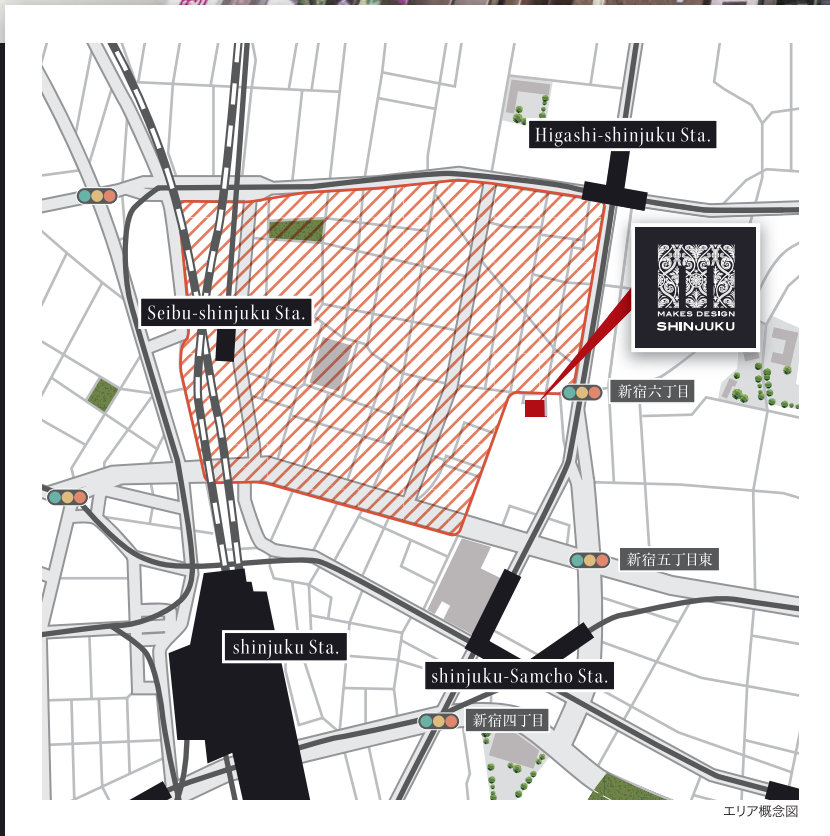 Higashi-shinjuku Sta.
MAKES DESIGN
SHINJUKU
Seibu-shinjuku Sta.
新宿六丁目
新宿五丁目東
shinjuku Sta.
shinjuku-Samcho Sta.
新宿四丁目
エリア概念図